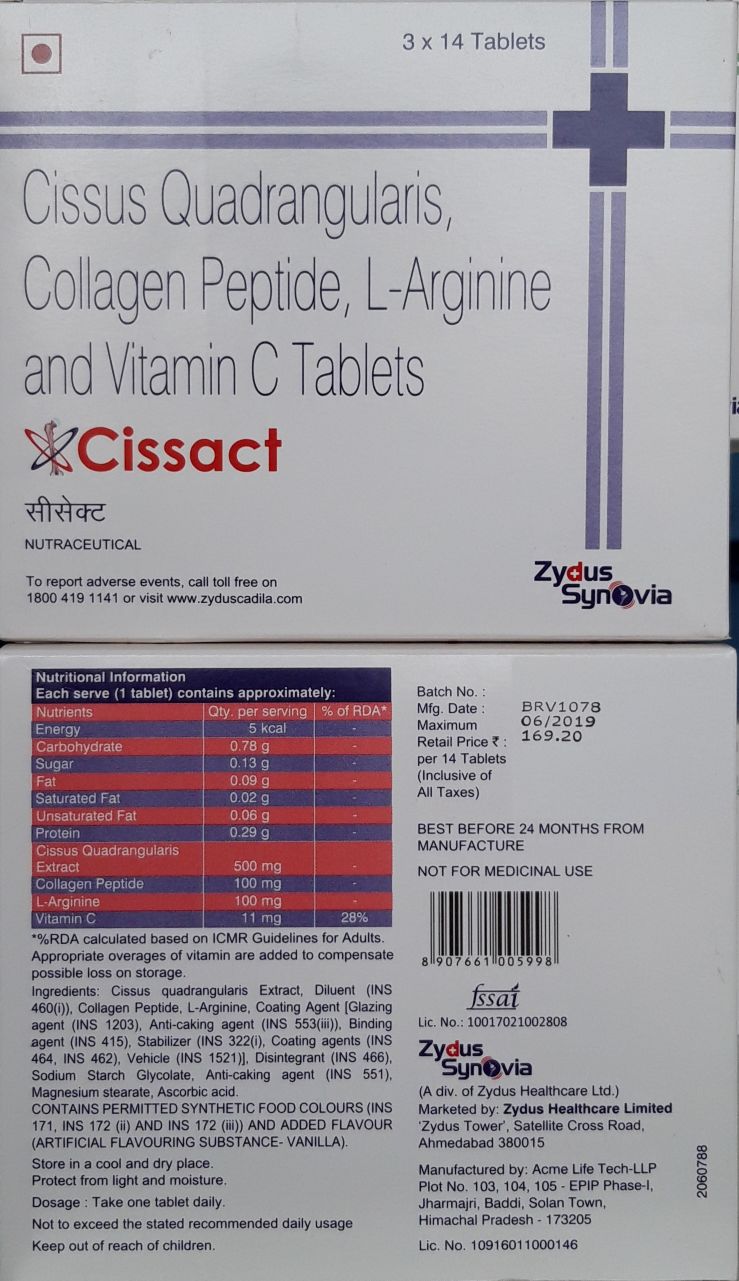 3 x 14 Tablets
Cissus Quadrangularis,
Collagen Peptide, L-Arginine
and Vitamin C Tablets
Cissact
सीसेक्ट
NUTRACEUTICAL
To report adverse events, call toll free on
1800 419 1141 or visit www.zyduscadila.com
Zydus
Synovia
Nutritional Information
Each serve (1 tablet) contains approximately:
Nutrients Qty. per serving % of RDA*
Energy 5 kcal -
Carbohydrate 0.78 g -
Sugar 0.13 g -
Fat 0.09 g -
Saturated Fat 0.02 g -
Unsaturated Fat 0.06 g -
Protein 0.29 g -
Cissus Quadrangularis
Extract 500 mg -
Collagen Peptide 100 mg -
L-Arginine 100 mg -
Vitamin C 11 mg 28%
*%RDA calculated based on ICMR Guidelines for Adults.
Appropriate overages of vitamin are added to compensate
possible loss on storage.
Ingredients: Cissus quadrangularis Extract, Diluent (INS
460(i)), Collagen Peptide, L-Arginine, Coating Agent [Glazing
agent (INS 1203), Anti-caking agent (INS 553(iii)), Binding
agent (INS 415), Stabilizer (INS 322(i), Coating agents (INS
464, INS 462), Vehicle (INS 1521)], Disintegrant (INS 466),
Sodium Starch Glycolate, Anti-caking agent (INS 551),
Magnesium stearate, Ascorbic acid.
CONTAINS PERMITTED SYNTHETIC FOOD COLOURS (INS
171, INS 172 (ii) AND INS 172 (iii)) AND ADDED FLAVOUR
(ARTIFICIAL FLAVOURING SUBSTANCE- VANILLA).
Store in a cool and dry place.
Protect from light and moisture.
Dosage : Take one tablet daily.
Not to exceed the stated recommended daily usage
Keep out of reach of children.
Batch No. :
Mfg. Date : BRV1078
Maximum 06/2019
Retail Price ₹ : 169.20
per 14 Tablets
(Inclusive of
All Taxes)
BEST BEFORE 24 MONTHS FROM
MANUFACTURE
NOT FOR MEDICINAL USE
8 907661 005998
fssai
Lic. No.: 10017021002808
Zydus
Synovia
(A div. of Zydus Healthcare Ltd.)
Marketed by: Zydus Healthcare Limited
'Zydus Tower', Satellite Cross Road,
Ahmedabad 380015
Manufactured by: Acme Life Tech-LLP
Plot No. 103, 104, 105 - EPIP Phase-I,
Jharmajri, Baddi, Solan Town,
Himachal Pradesh - 173205
Lic. No. 10916011000146
2060788